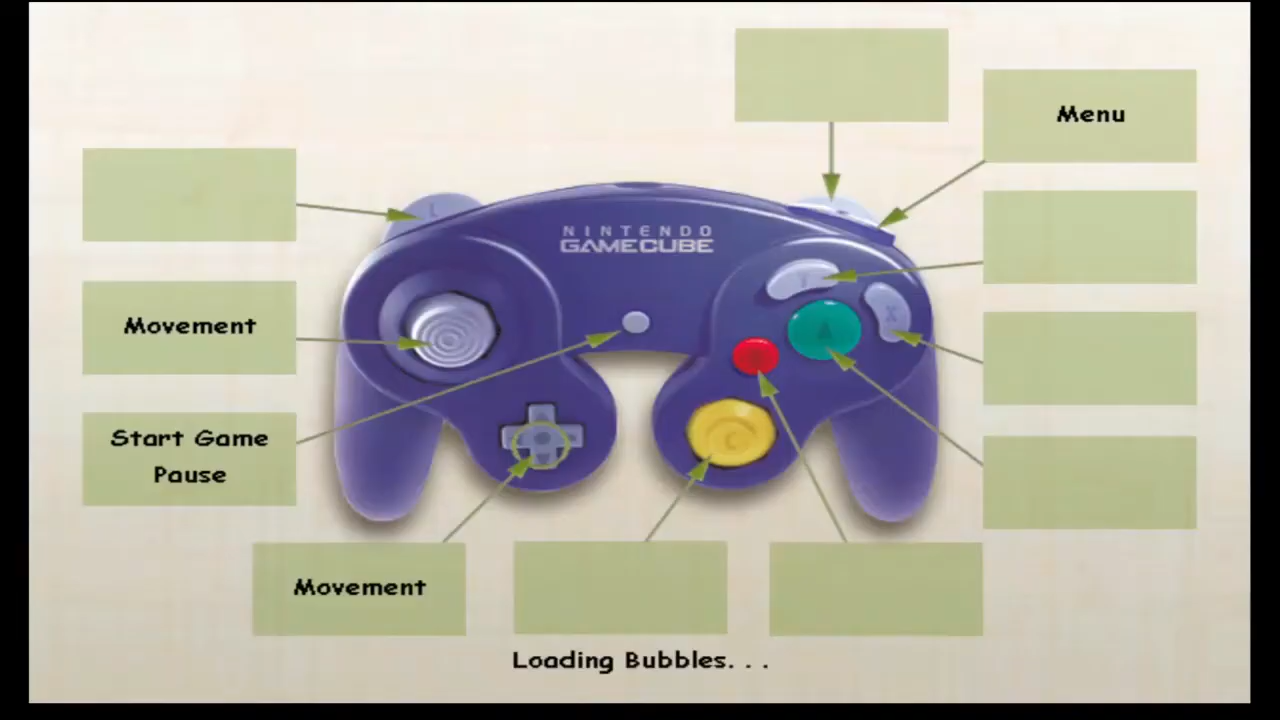 Menu
L
NINTENDO
GAMECUBE
Y
X
Movement
A
Start Game
Pause
C
Movement
Loading Bubbles. . .